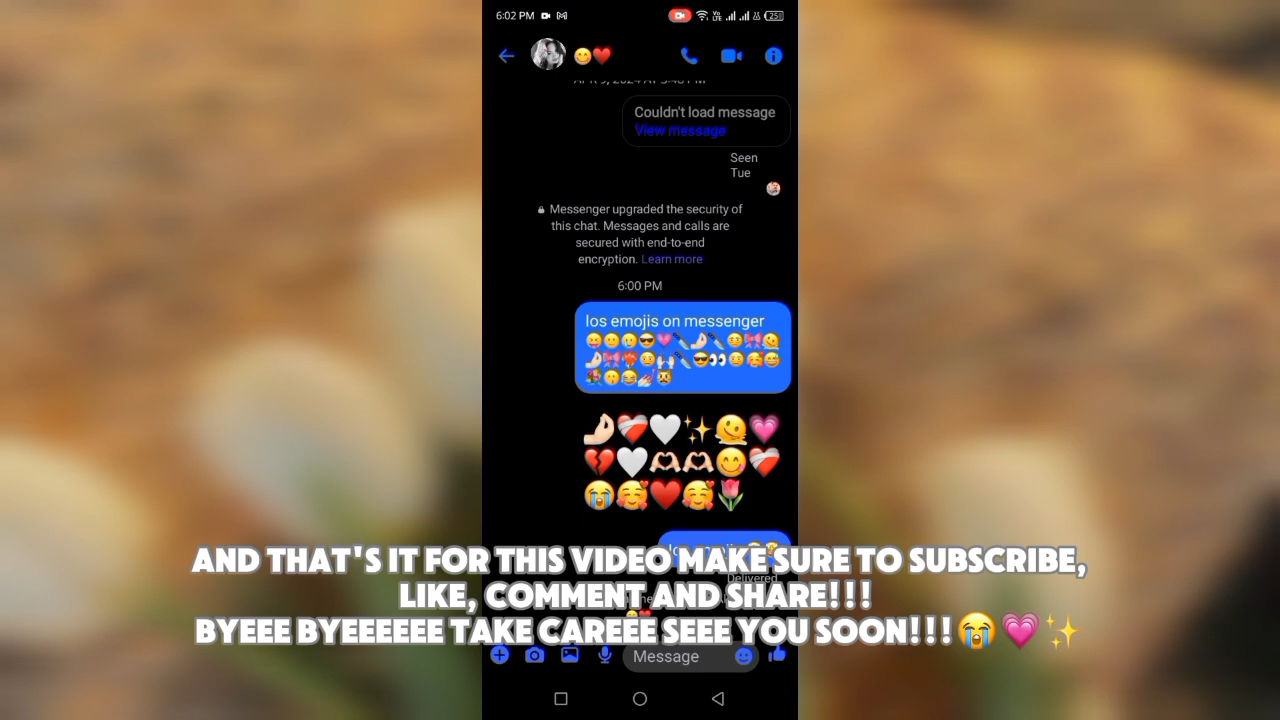 6:02 PM
25
😋❤️
Couldn't load message
View message
Seen
Tue
Messenger upgraded the security of
this chat. Messages and calls are
secured with end-to-end
encryption. Learn more
6:00 PM
Ios emojis on messenger
Delivered
AND THAT'S IT FOR THIS VIDEO MAKE SURE TO SUBSCRIBE,
LIKE, COMMENT AND SHARE!!!
BYEEE BYEEEEEE TAKE CAREEE SEEE YOU SOON!!!😭💗✨
Message